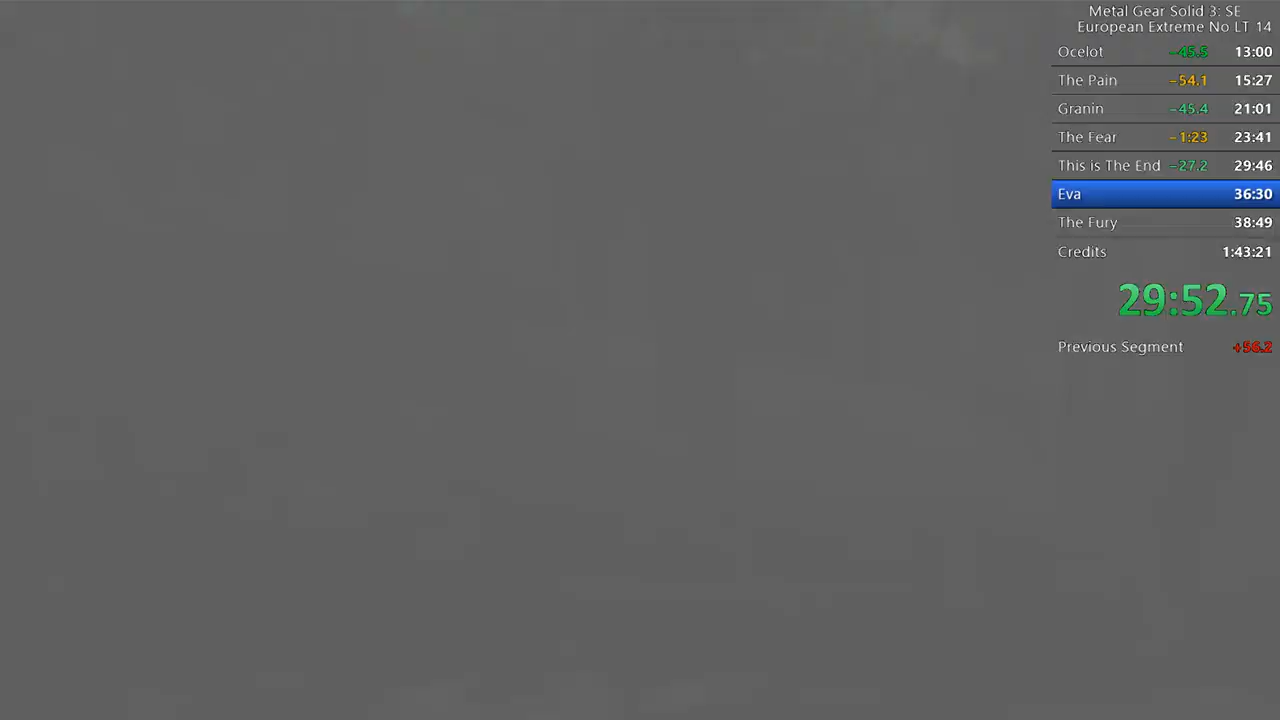 Metal Gear Solid 3: SE
European Extreme No LT 14
Ocelot -45.5 13:00
The Pain -54.1 15:27
Granin -45.4 21:01
The Fear -1:23 23:41
This is The End -27.2 29:46
Eva 36:30
The Fury 38:49
Credits 1:43:21
29:52.75
Previous Segment +56.2